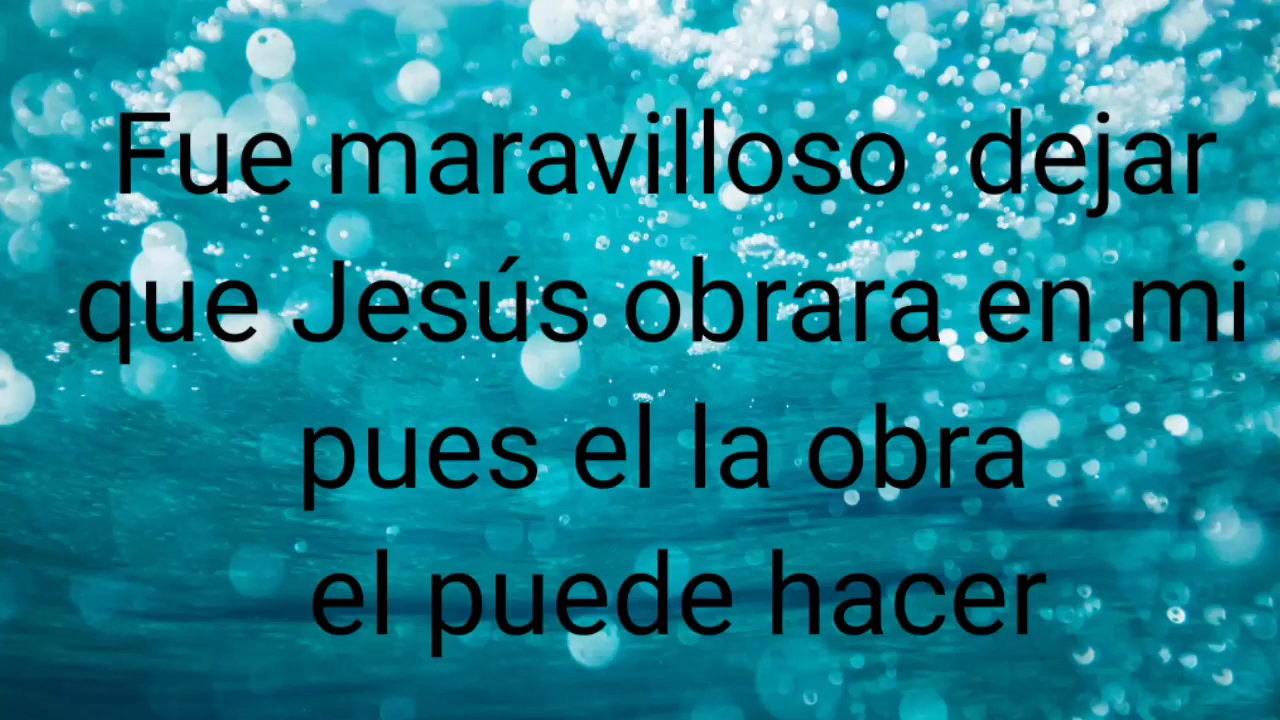 Fue maravilloso  dejar
que Jesús obrara en mi
pues el la obra
el puede hacer